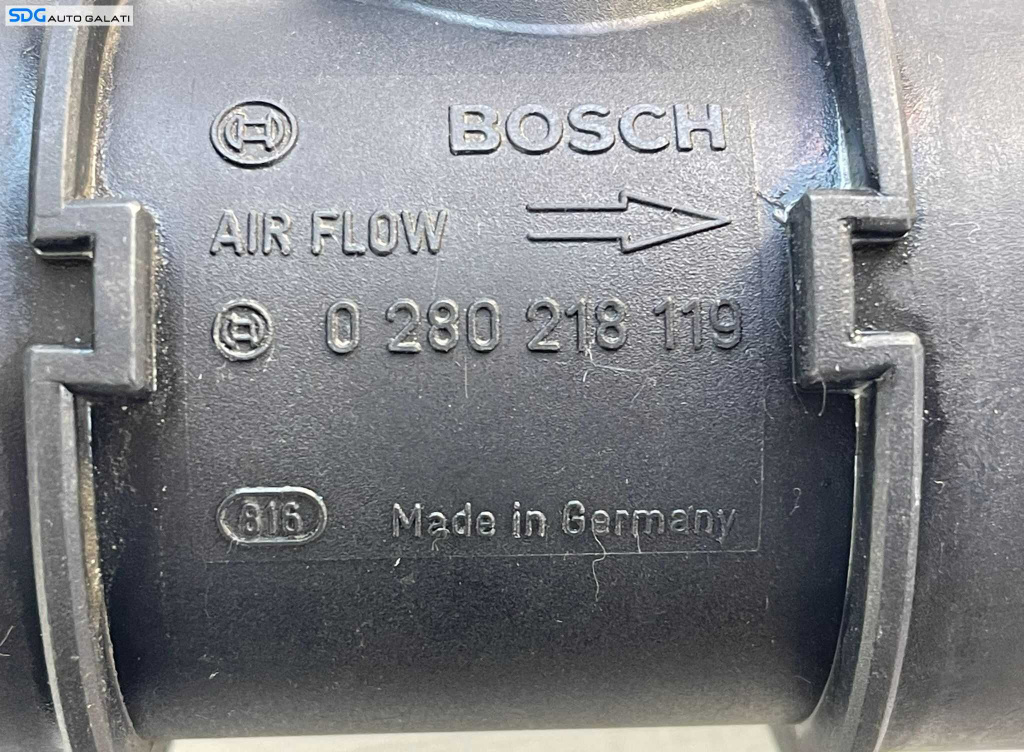 SDG AUTO GALATI
BOSCH
AIR FLOW
0 280 218 119
816 Made in Germany